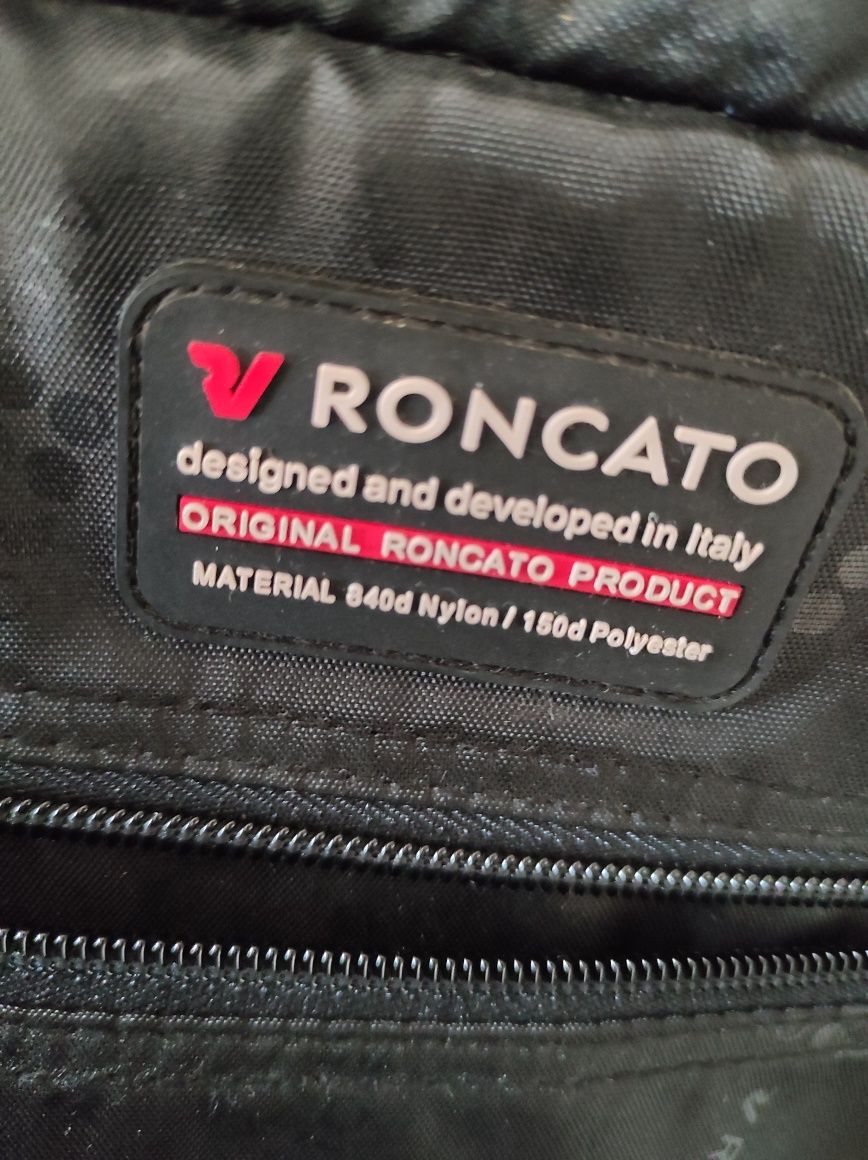 RONCATO
designed and developed in Italy
ORIGINAL RONCATO PRODUCT
MATERIAL 840d Nylon / 150d Polyester